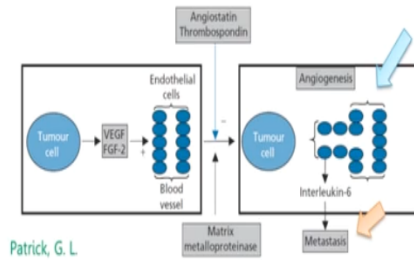 Angiostatin
Thrombospondin
Endothelial
cells
Angiogenesis
Tumour
cell
VEGF
FGF-2
+
–
Tumour
cell
Blood
vessel
Interleukin-6
Matrix
metalloproteinase
Metastasis
Patrick, G. L.